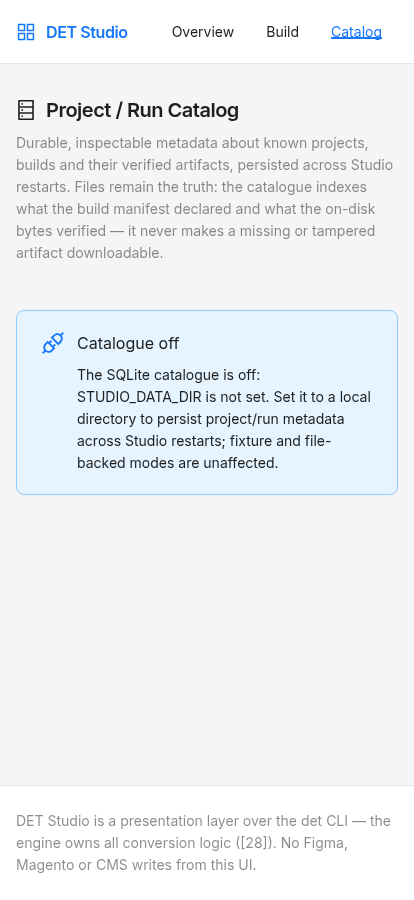 DET Studio
Overview
Build
Catalog
Project / Run Catalog
Durable, inspectable metadata about known projects,
builds and their verified artifacts, persisted across Studio
restarts. Files remain the truth: the catalogue indexes
what the build manifest declared and what the on-disk
bytes verified — it never makes a missing or tampered
artifact downloadable.
Catalogue off
The SQLite catalogue is off:
STUDIO_DATA_DIR is not set. Set it to a local
directory to persist project/run metadata
across Studio restarts; fixture and file-
backed modes are unaffected.
DET Studio is a presentation layer over the det CLI — the
engine owns all conversion logic ([28]). No Figma,
Magento or CMS writes from this UI.